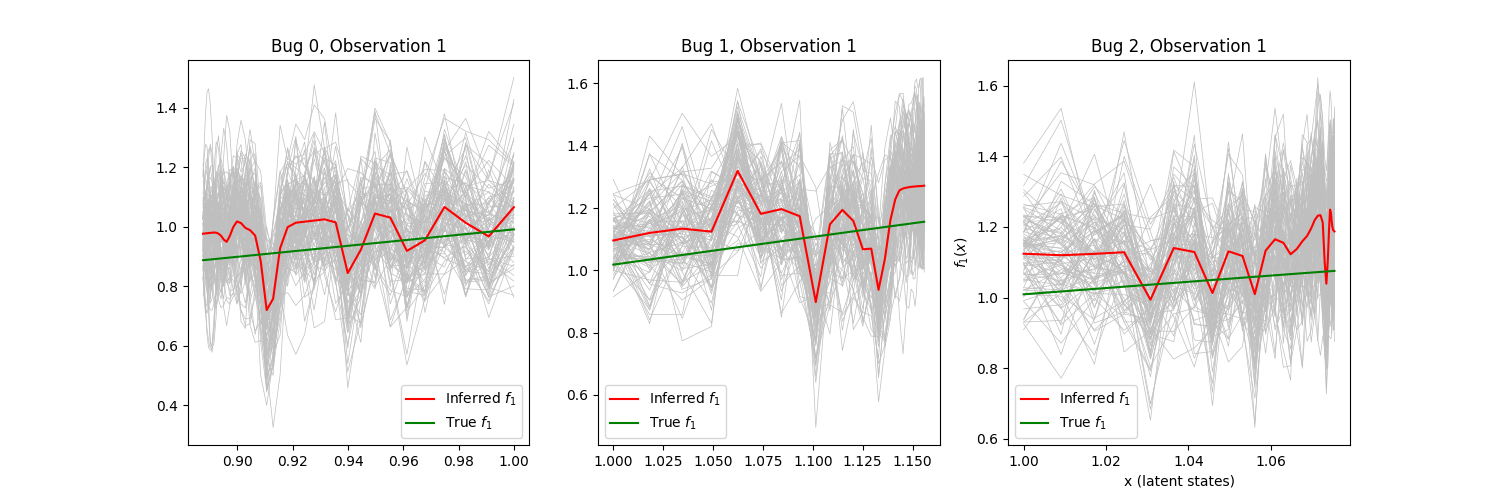 Bug 0, Observation 1
1.4
1.2
1.0
0.8
0.6
0.4
0.90 0.92 0.94 0.96 0.98 1.00
Inferred f₁
True f₁
Bug 1, Observation 1
1.6
1.4
1.2
1.0
0.8
0.6
1.000 1.025 1.050 1.075 1.100 1.125 1.150
Inferred f₁
True f₁
Bug 2, Observation 1
f₁(x)
1.6
1.4
1.2
1.0
0.8
0.6
1.00 1.02 1.04 1.06
x (latent states)
Inferred f₁
True f₁